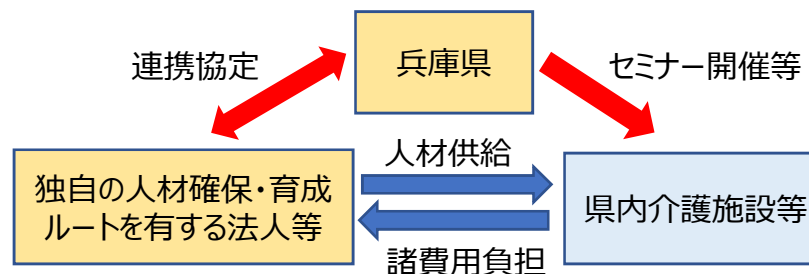 連携協定
兵庫県
セミナー開催等
人材供給
独自の人材確保・育成
ルートを有する法人等
県内介護施設等
諸費用負担